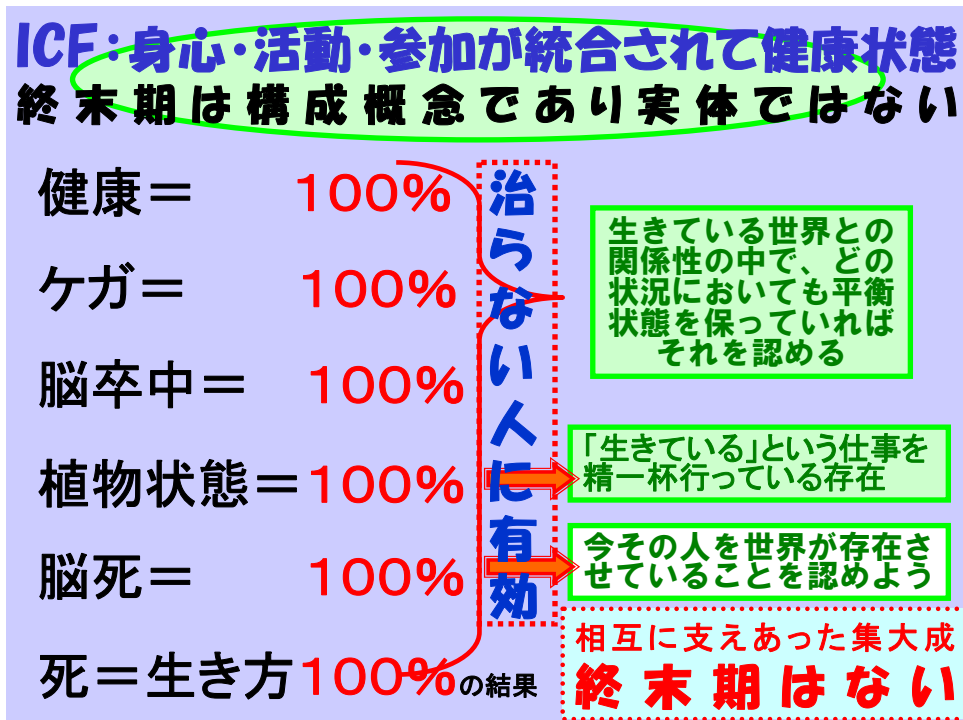 ICF：身心・活動・参加が統合されて健康状態
終末期は構成概念であり実体ではない
健康＝ 100%
ケガ＝ 100%
脳卒中＝ 100%
植物状態＝100%
脳死＝ 100%
死＝生き方100%の結果
治らない人に有効
生きている世界との
関係性の中で、どの
状況においても平衡
状態を保っていれば
それを認める
「生きている」という仕事を
精一杯行っている存在
今その人を世界が存在さ
せていることを認めよう
相互に支えあった集大成
終末期はない